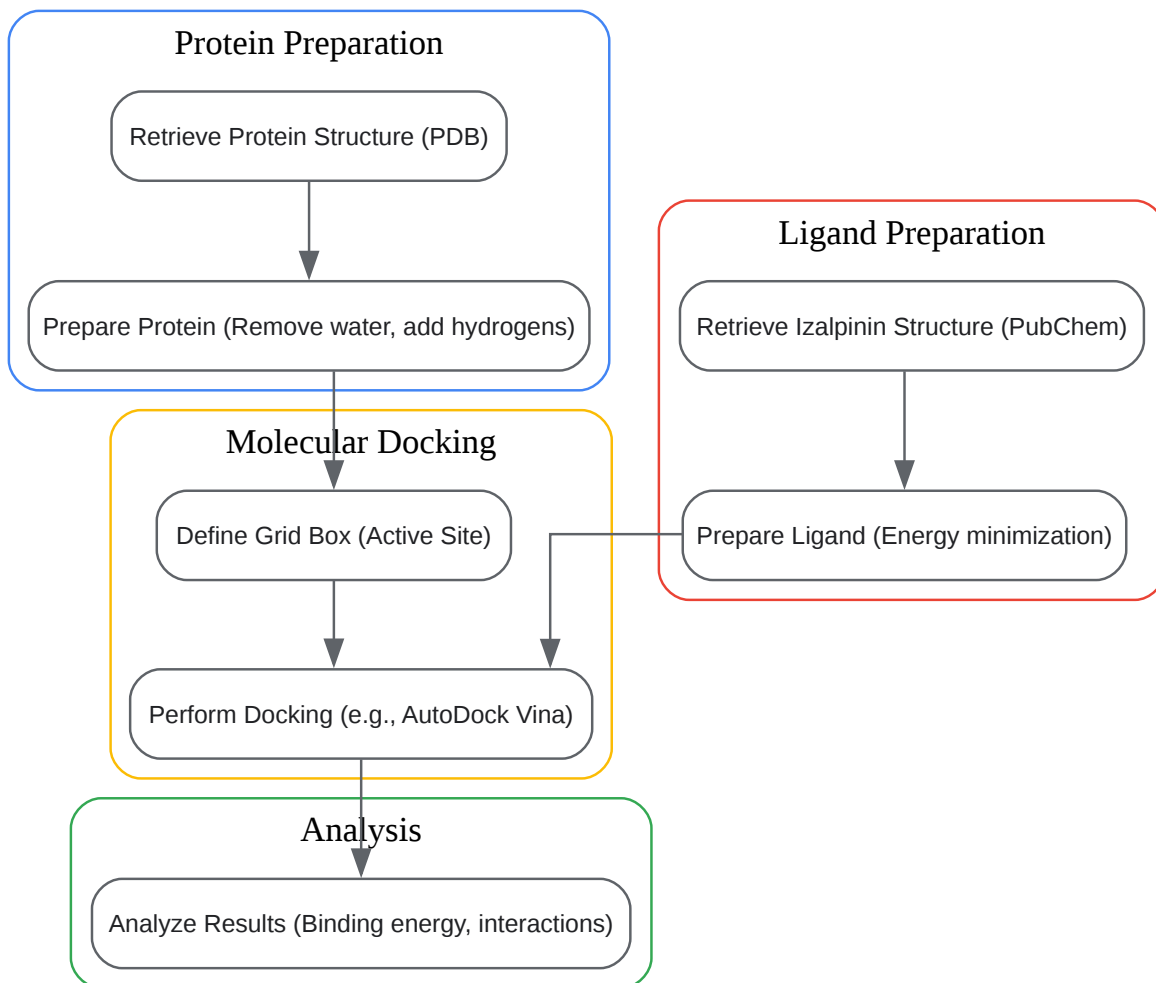 Protein Preparation
Retrieve Protein Structure (PDB)
Prepare Protein (Remove water, add hydrogens)
Ligand Preparation
Retrieve Izalpinin Structure (PubChem)
Prepare Ligand (Energy minimization)
Molecular Docking
Define Grid Box (Active Site)
Perform Docking (e.g., AutoDock Vina)
Analysis
Analyze Results (Binding energy, interactions)